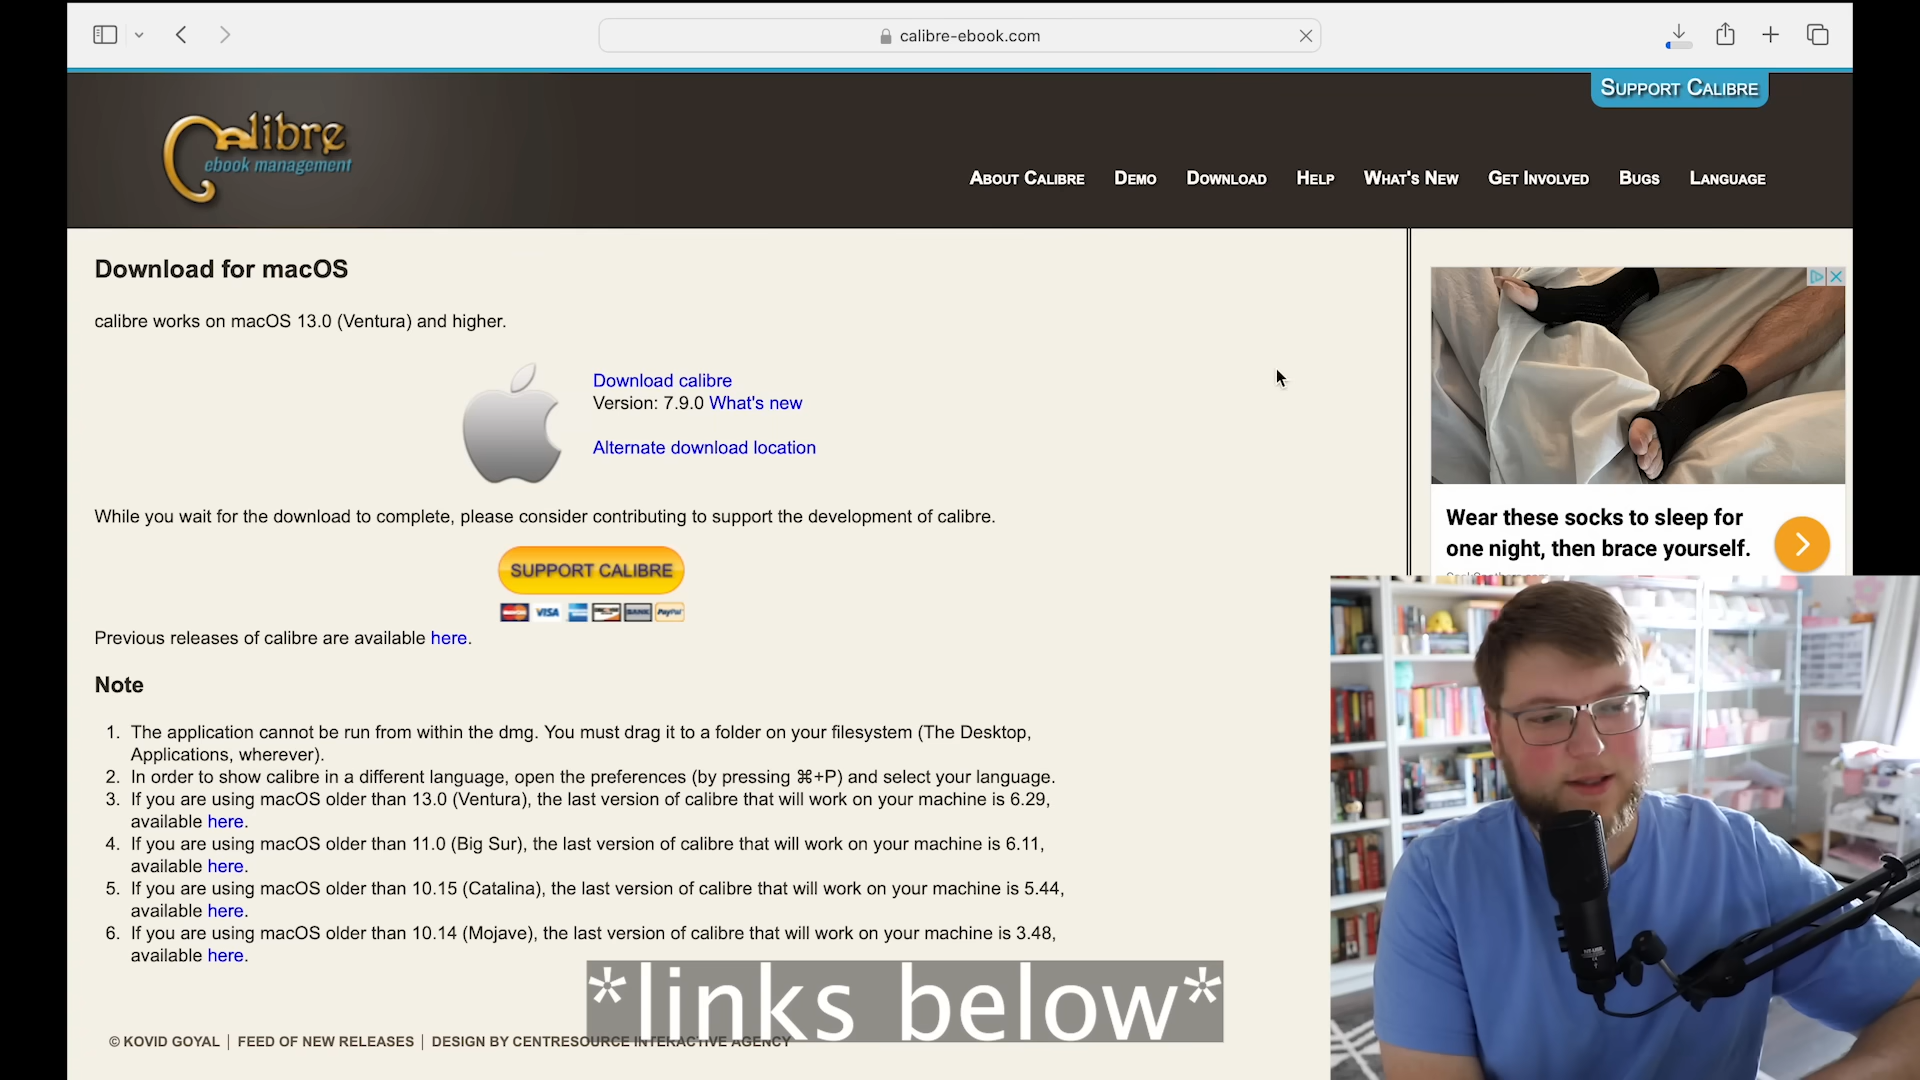 calibre-ebook.com
SUPPORT CALIBRE
Calibre
ebook management
ABOUT CALIBRE DEMO DOWNLOAD HELP WHAT'S NEW GET INVOLVED BUGS LANGUAGE
Download for macOS
calibre works on macOS 13.0 (Ventura) and higher.
Download calibre
Version: 7.9.0 What's new
Alternate download location
While you wait for the download to complete, please consider contributing to support the development of calibre.
SUPPORT CALIBRE
VISA BANK PayPal
Previous releases of calibre are available here.
Note
1. The application cannot be run from within the dmg. You must drag it to a folder on your filesystem (The Desktop,
Applications, wherever).
2. In order to show calibre in a different language, open the preferences (by pressing ⌘+P) and select your language.
3. If you are using macOS older than 13.0 (Ventura), the last version of calibre that will work on your machine is 6.29,
available here.
4. If you are using macOS older than 11.0 (Big Sur), the last version of calibre that will work on your machine is 6.11,
available here.
5. If you are using macOS older than 10.15 (Catalina), the last version of calibre that will work on your machine is 5.44,
available here.
6. If you are using macOS older than 10.14 (Mojave), the last version of calibre that will work on your machine is 3.48,
available here.
© KOVID GOYAL | FEED OF NEW RELEASES | DESIGN BY CENTRESOURCE INTERACTIVE AGENCY
Wear these socks to sleep for
one night, then brace yourself.
*links below*